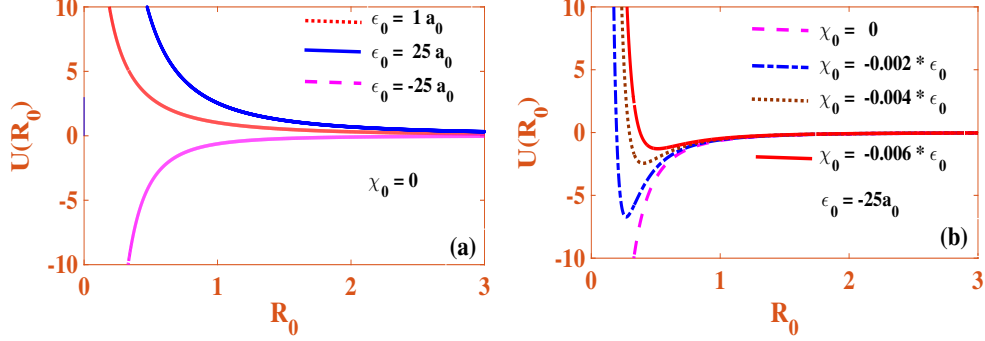 U(R₀)
10
5
0
-5
-10
0
1
2
3
R₀
ϵ₀ = 1 a₀
ϵ₀ = 25 a₀
ϵ₀ = -25 a₀
χ₀ = 0
(a)
U(R₀)
10
5
0
-5
-10
0
1
2
3
R₀
χ₀ = 0
χ₀ = -0.002 * ϵ₀
χ₀ = -0.004 * ϵ₀
χ₀ = -0.006 * ϵ₀
ϵ₀ = -25a₀
(b)